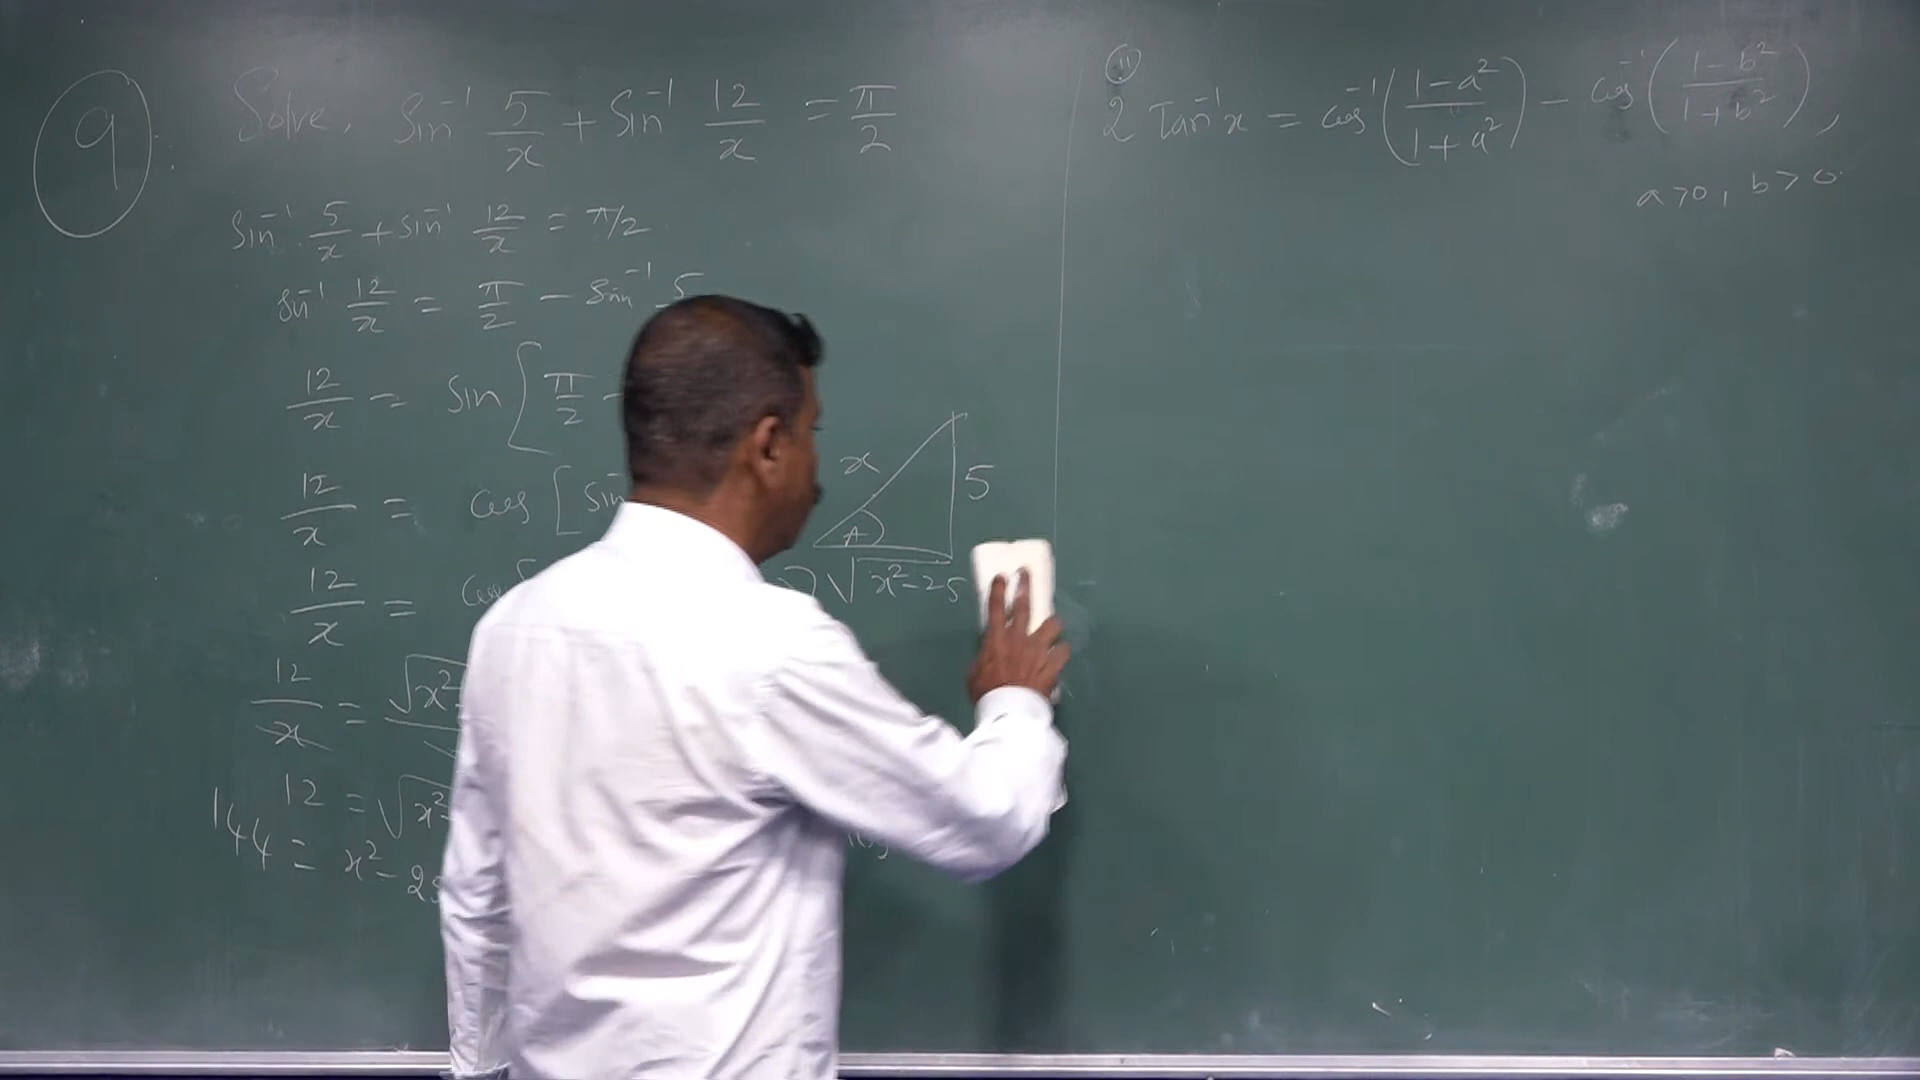 9. Solve, Sin⁻¹ 5/x + Sin⁻¹ 12/x = π/2
Sin⁻¹ 5/x + Sin⁻¹ 12/x = π/2
Sin⁻¹ 12/x = π/2 - Sin⁻¹ 5
12/x = Sin [ π/2 -
12/x = Cos [ Sin⁻
12/x = Cos
12/x = √x²
12 = √x²
144 = x² - 25
x
5
A
√x²-25
(ii)
2 Tan⁻¹x = cos⁻¹ ( 1-a² / 1+a² ) - cos⁻¹ ( 1-b² / 1+b² ),
a>0, b>0.